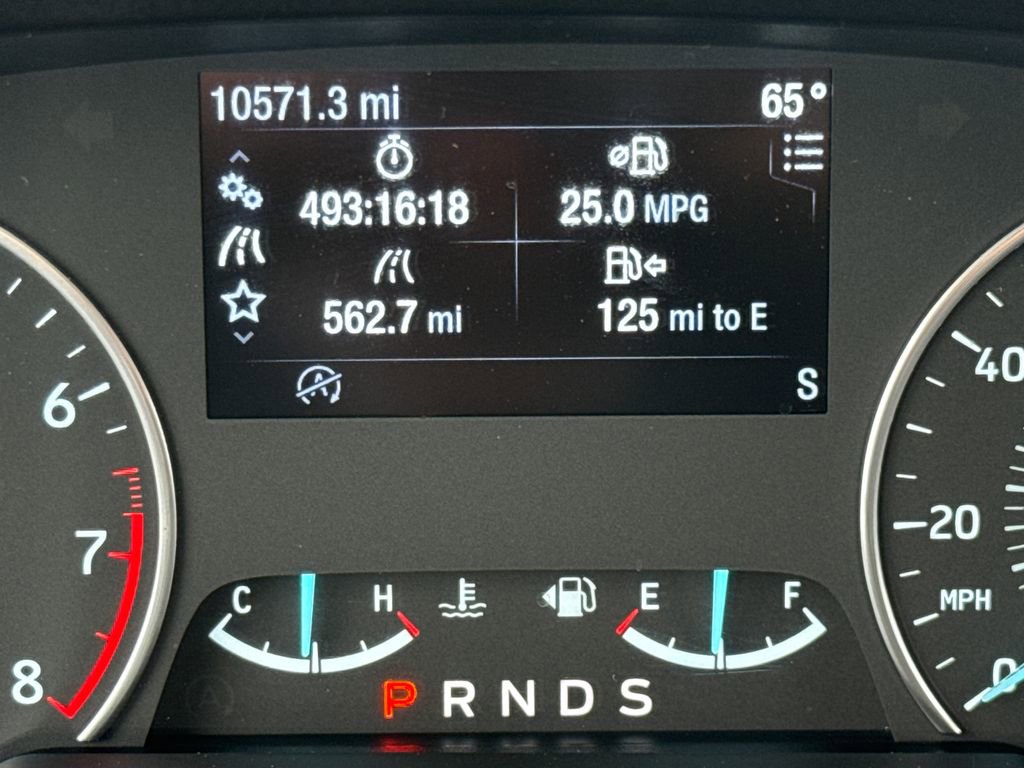 10571.3 mi 65°
493:16:18 25.0 MPG
562.7 mi 125 mi to E
A S
6
7
8
40
20
MPH
0
C H E F
P R N D S
A